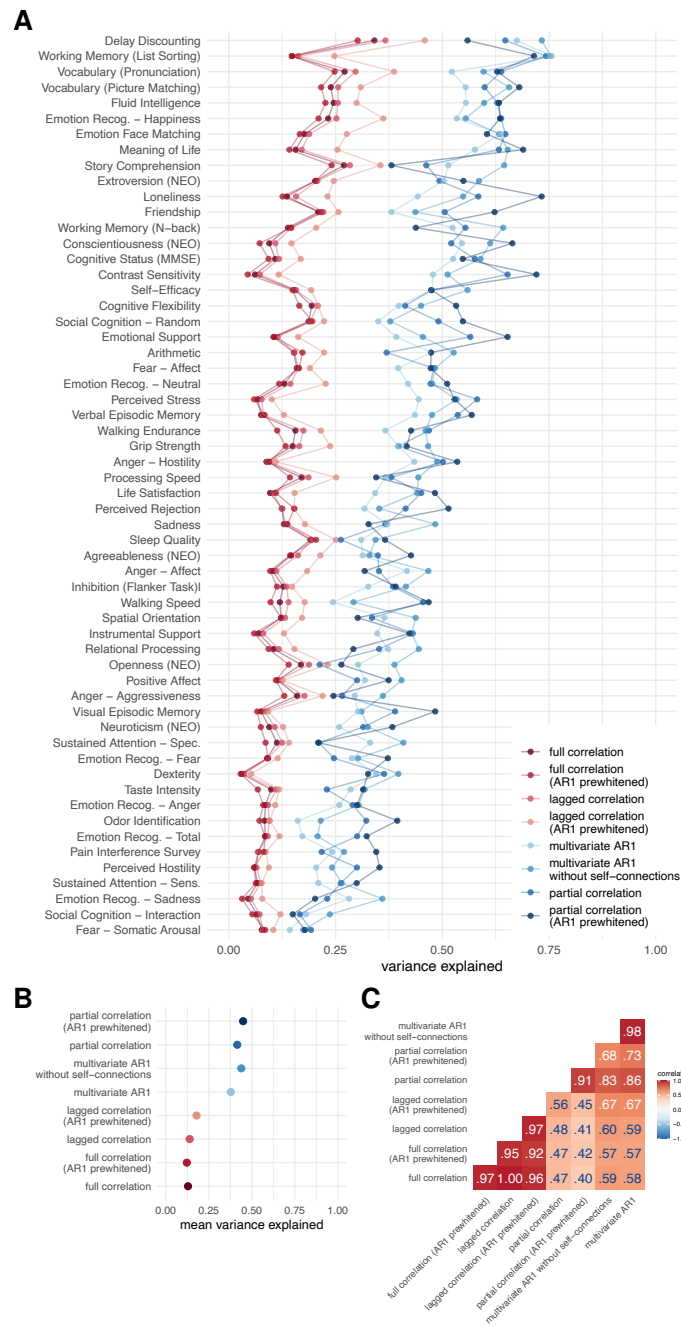 A
Delay Discounting
Working Memory (List Sorting)
Vocabulary (Pronunciation)
Vocabulary (Picture Matching)
Fluid Intelligence
Emotion Recog. − Happiness
Emotion Face Matching
Meaning of Life
Story Comprehension
Extroversion (NEO)
Loneliness
Friendship
Working Memory (N−back)
Conscientiousness (NEO)
Cognitive Status (MMSE)
Contrast Sensitivity
Self−Efficacy
Cognitive Flexibility
Social Cognition − Random
Emotional Support
Arithmetic
Fear − Affect
Emotion Recog. − Neutral
Perceived Stress
Verbal Episodic Memory
Walking Endurance
Grip Strength
Anger − Hostility
Processing Speed
Life Satisfaction
Perceived Rejection
Sadness
Sleep Quality
Agreeableness (NEO)
Anger − Affect
Inhibition (Flanker Task)l
Walking Speed
Spatial Orientation
Instrumental Support
Relational Processing
Openness (NEO)
Positive Affect
Anger − Aggressiveness
Visual Episodic Memory
Neuroticism (NEO)
Sustained Attention − Spec.
Emotion Recog. − Fear
Dexterity
Taste Intensity
Emotion Recog. − Anger
Odor Identification
Emotion Recog. − Total
Pain Interference Survey
Perceived Hostility
Sustained Attention − Sens.
Emotion Recog. − Sadness
Social Cognition − Interaction
Fear − Somatic Arousal
full correlation
full correlation
(AR1 prewhitened)
lagged correlation
lagged correlation
(AR1 prewhitened)
multivariate AR1
multivariate AR1
without self−connections
partial correlation
partial correlation
(AR1 prewhitened)
0.00 0.25 0.50 0.75 1.00
variance explained
B
partial correlation
(AR1 prewhitened)
partial correlation
multivariate AR1
without self−connections
multivariate AR1
lagged correlation
(AR1 prewhitened)
lagged correlation
full correlation
(AR1 prewhitened)
full correlation
0.00 0.25 0.50 0.75 1.00
mean variance explained
C
multivariate AR1
without self−connections
.98
partial correlation
(AR1 prewhitened)
.68 .73
partial correlation
.91 .83 .86
lagged correlation
(AR1 prewhitened)
.56 .45 .67 .67
lagged correlation
.97 .48 .41 .60 .59
full correlation
(AR1 prewhitened)
.95 .92 .47 .42 .57 .57
full correlation
.97 1.00 .96 .47 .40 .59 .58
full correlation (AR1 prewhitened)
lagged correlation
lagged correlation (AR1 prewhitened)
partial correlation
partial correlation (AR1 prewhitened)
multivariate AR1 without self−connections
multivariate AR1